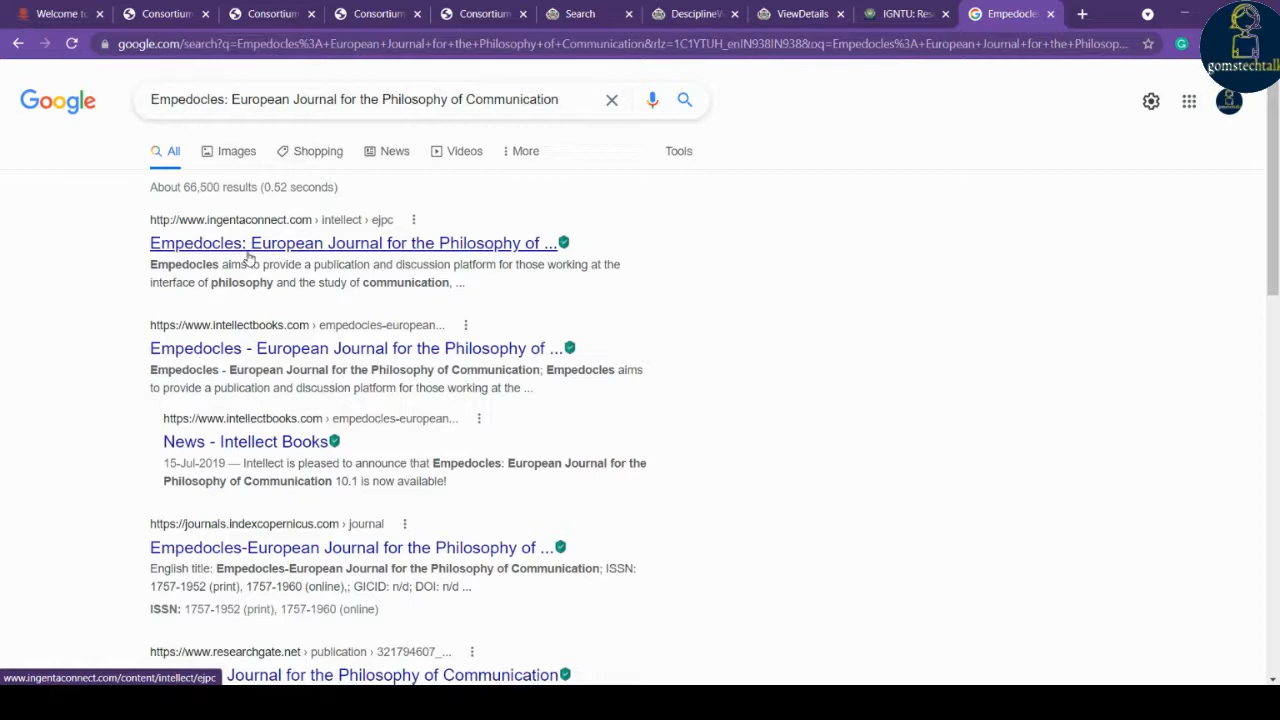 Welcome to
Consortium
Consortium
Consortium
Consortium
Search
DesciplineV
ViewDetails
IGNTU: Res
Empedocles
google.com/search?q=Empedocles%3A+European+Journal+for+the+Philosophy+of+Communication&rlz=1C1YTUH_enIN938IN938&oq=Empedocles%3A+European+Journal+for+the+Philosop...
gomstechtalk
Google
Empedocles: European Journal for the Philosophy of Communication
All
Images
Shopping
News
Videos
More
Tools
About 66,500 results (0.52 seconds)
http://www.ingentaconnect.com › intellect › ejpc
Empedocles: European Journal for the Philosophy of ...
Empedocles aims to provide a publication and discussion platform for those working at the
interface of philosophy and the study of communication, ...
https://www.intellectbooks.com › empedocles-european...
Empedocles - European Journal for the Philosophy of ...
Empedocles - European Journal for the Philosophy of Communication; Empedocles aims
to provide a publication and discussion platform for those working at the ...
https://www.intellectbooks.com › empedocles-european...
News - Intellect Books
15-Jul-2019 — Intellect is pleased to announce that Empedocles: European Journal for the
Philosophy of Communication 10.1 is now available!
https://journals.indexcopernicus.com › journal
Empedocles-European Journal for the Philosophy of ...
English title: Empedocles-European Journal for the Philosophy of Communication; ISSN:
1757-1952 (print), 1757-1960 (online),; GICID: n/d; DOI: n/d ...
ISSN: 1757-1952 (print), 1757-1960 (online)
https://www.researchgate.net › publication › 321794607_...
Journal for the Philosophy of Communication
www.ingentaconnect.com/content/intellect/ejpc